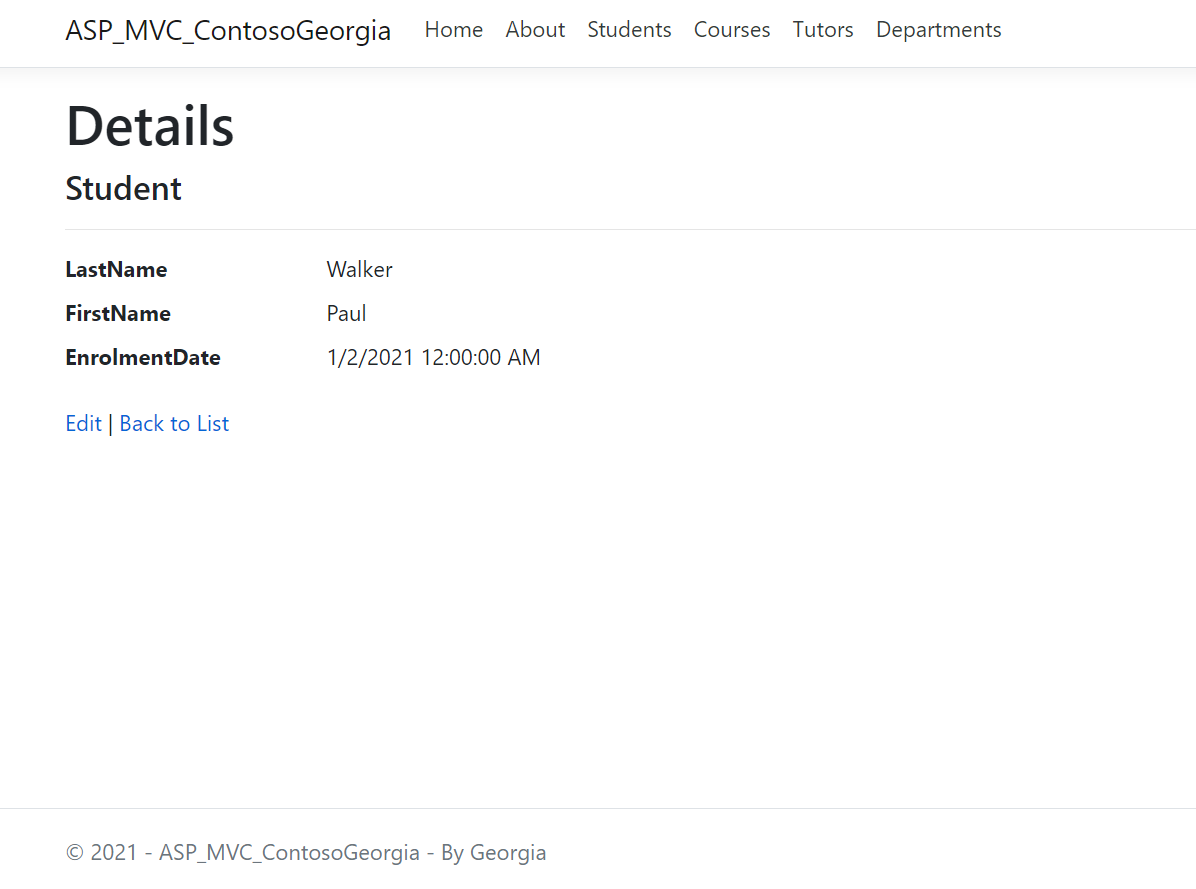 ASP_MVC_ContosoGeorgia Home About Students Courses Tutors Departments
Details
Student
LastName Walker
FirstName Paul
EnrolmentDate 1/2/2021 12:00:00 AM
Edit | Back to List
© 2021 - ASP_MVC_ContosoGeorgia - By Georgia